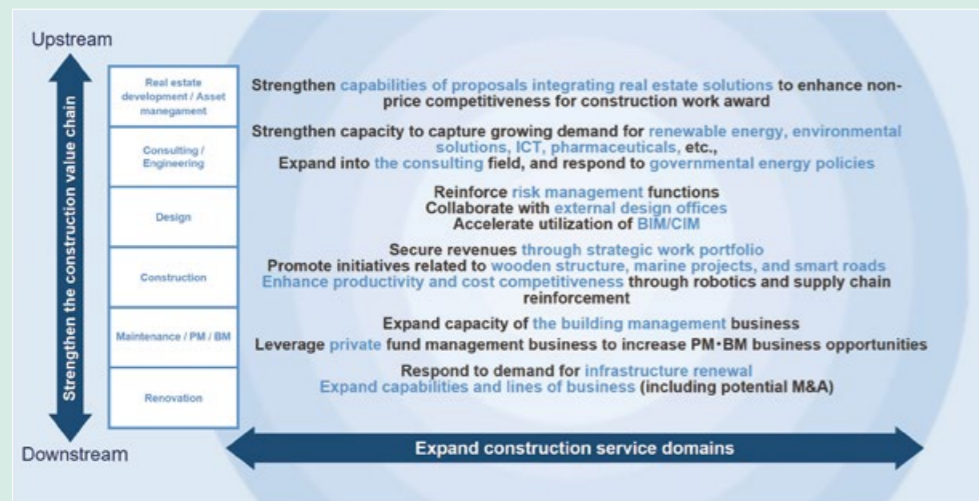 Upstream
Strengthen the construction value chain
Real estate
development / Asset
manegament
Strengthen capabilities of proposals integrating real estate solutions to enhance non-
price competitiveness for construction work award
Consulting /
Engineering
Strengthen capacity to capture growing demand for renewable energy, environmental
solutions, ICT, pharmaceuticals, etc.,
Expand into the consulting field, and respond to governmental energy policies
Design
Reinforce risk management functions
Collaborate with external design offices
Accelerate utilization of BIM/CIM
Construction
Secure revenues through strategic work portfolio
Promote initiatives related to wooden structure, marine projects, and smart roads
Enhance productivity and cost competitiveness through robotics and supply chain
reinforcement
Maintenance / PM / BM
Expand capacity of the building management business
Leverage private fund management business to increase PM・BM business opportunities
Renovation
Respond to demand for infrastructure renewal
Expand capabilities and lines of business (including potential M&A)
Downstream
Expand construction service domains